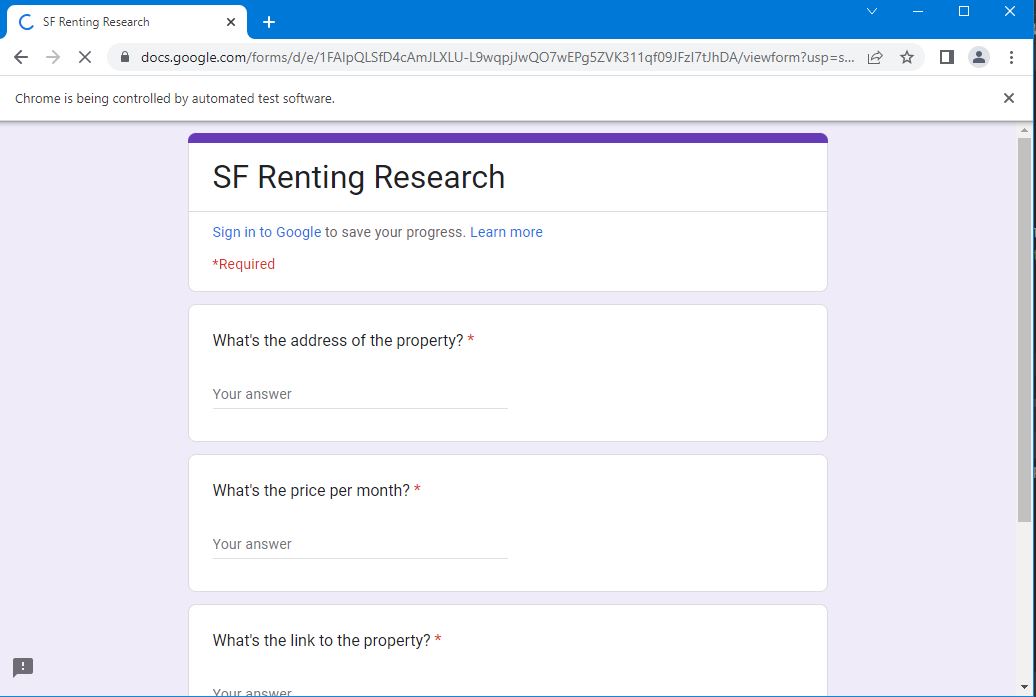 SF Renting Research
docs.google.com/forms/d/e/1FAIpQLSfD4cAmJLXLU-L9wqpjJwQO7wEPg5ZVK311qf09JFzI7tJhDA/viewform?usp=s...
Chrome is being controlled by automated test software.
SF Renting Research
Sign in to Google to save your progress. Learn more
*Required
What's the address of the property? *
Your answer
What's the price per month? *
Your answer
What's the link to the property? *
Your answer